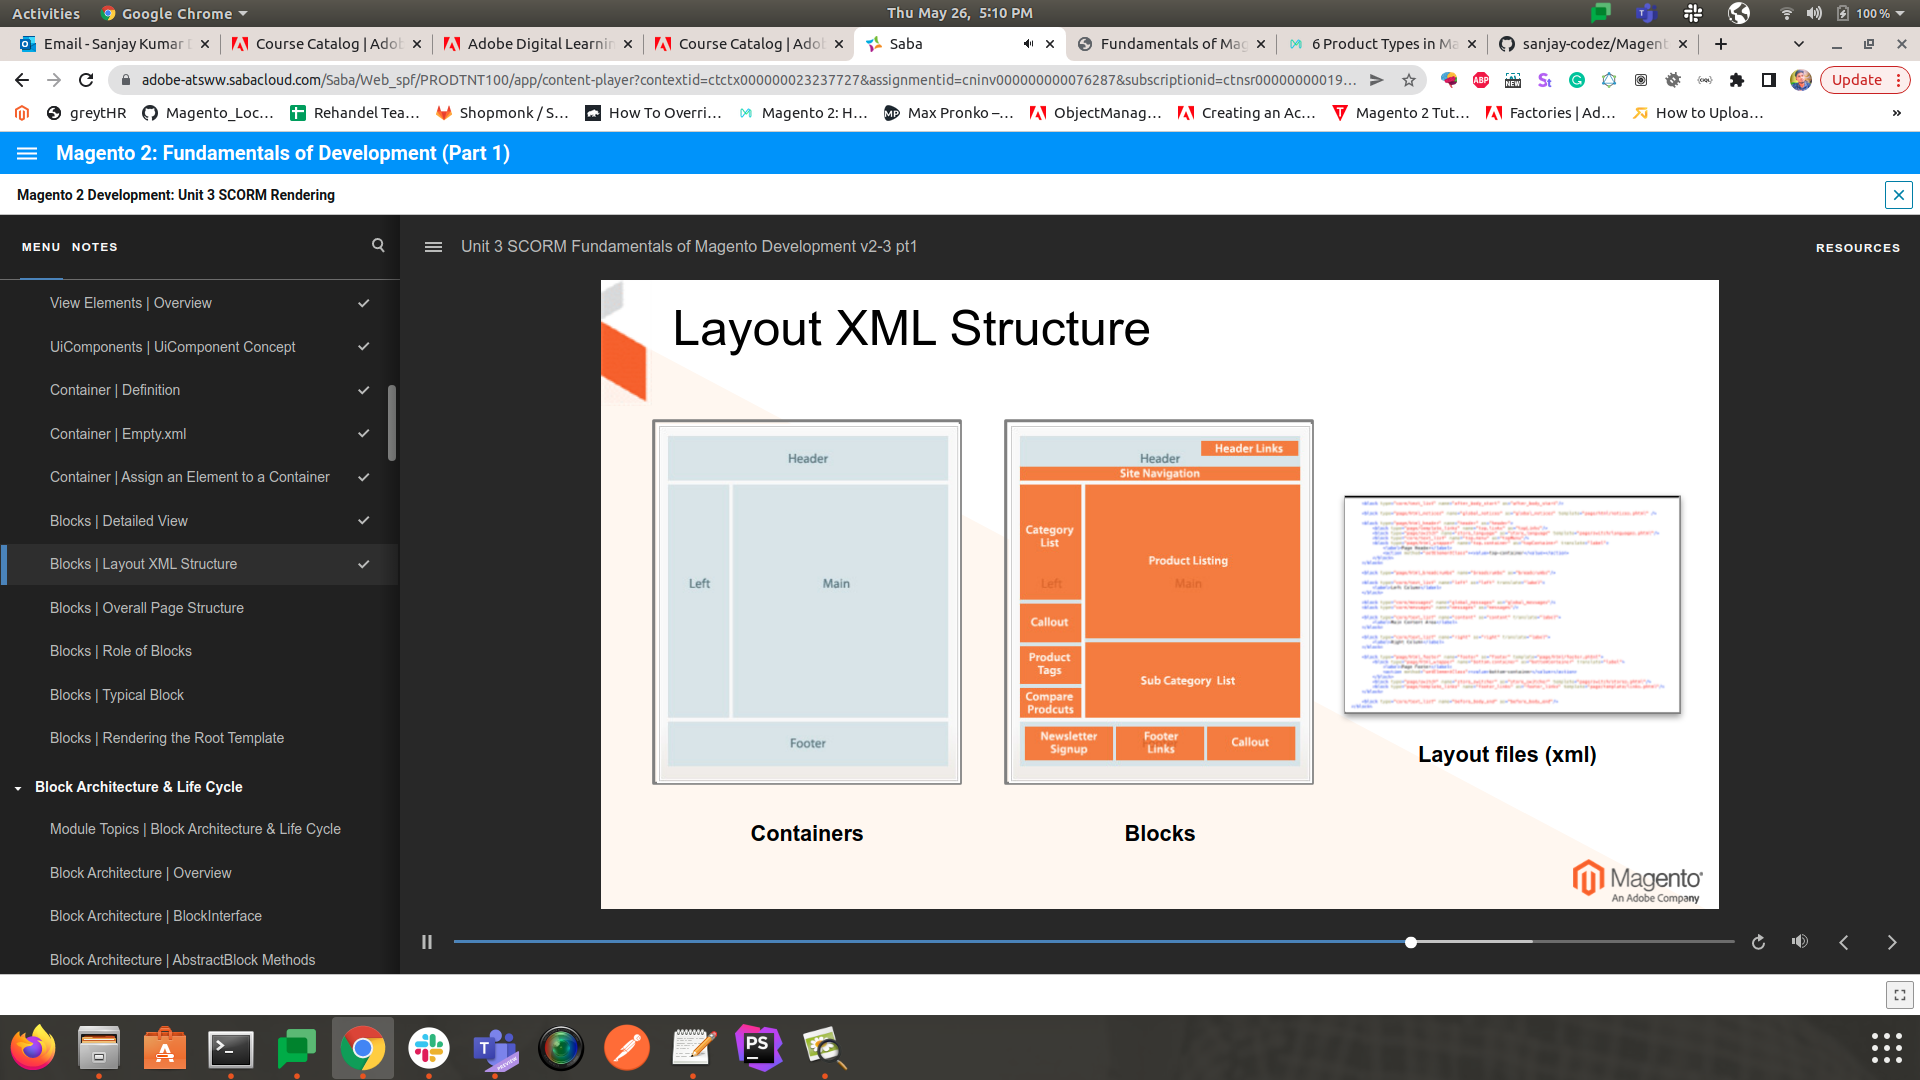 Activities
Google Chrome
Thu May 26, 5:10 PM
100 %
Email - Sanjay Kumar D
Course Catalog | Adob
Adobe Digital Learnin
Course Catalog | Adob
Saba
Fundamentals of Mag
6 Product Types in Ma
sanjay-codez/Magent
adobe-atsww.sabacloud.com/Saba/Web_spf/PRODTNT100/app/content-player?contextid=ctctx000000023237727&assignmentid=cninv000000000076287&subscriptionid=ctnsr00000000019...
ABP
NEW
Update
greytHR
Magento_Loc...
Rehandel Tea...
Shopmonk / S...
How To Overri...
Magento 2: H...
Max Pronko –...
ObjectManag...
Creating an Ac...
Magento 2 Tut...
Factories | Ad...
How to Uploa...
Magento 2: Fundamentals of Development (Part 1)
Magento 2 Development: Unit 3 SCORM Rendering
MENU
NOTES
Unit 3 SCORM Fundamentals of Magento Development v2-3 pt1
RESOURCES
View Elements | Overview
UiComponents | UiComponent Concept
Container | Definition
Container | Empty.xml
Container | Assign an Element to a Container
Blocks | Detailed View
Blocks | Layout XML Structure
Blocks | Overall Page Structure
Blocks | Role of Blocks
Blocks | Typical Block
Blocks | Rendering the Root Template
Block Architecture & Life Cycle
Module Topics | Block Architecture & Life Cycle
Block Architecture | Overview
Block Architecture | BlockInterface
Block Architecture | AbstractBlock Methods
Layout XML Structure
Header
Left
Main
Footer
Containers
Header Links
Header
Site Navigation
Category
List
Left
Product Listing
Main
Callout
Product
Tags
Sub Category List
Compare
Prodcuts
Newsletter
Signup
Footer
Links
Callout
Blocks
Layout files (xml)
Magento
An Adobe Company
PS